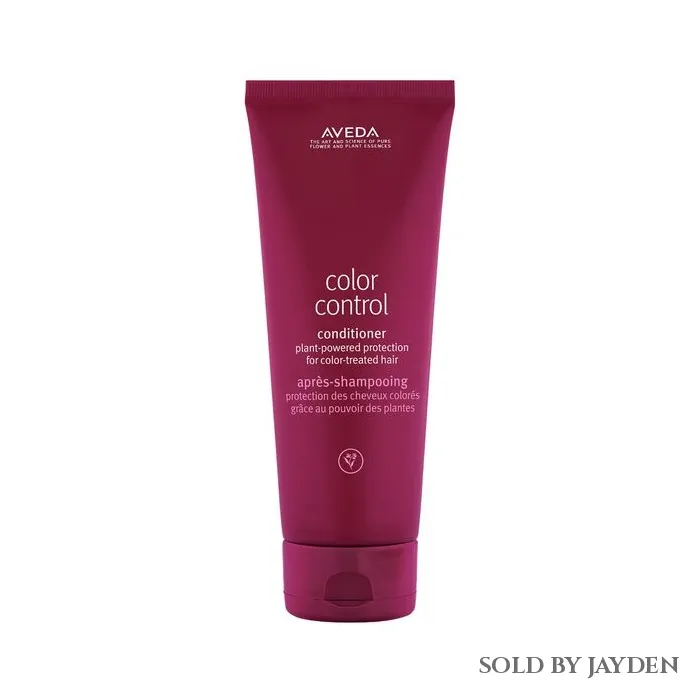 AVEDA
THE ART AND SCIENCE OF PURE
FLOWER AND PLANT ESSENCES
color
control
conditioner
plant-powered protection
for color-treated hair
après-shampooing
protection des cheveux colorés
grâce au pouvoir des plantes
SOLD BY JAYDEN